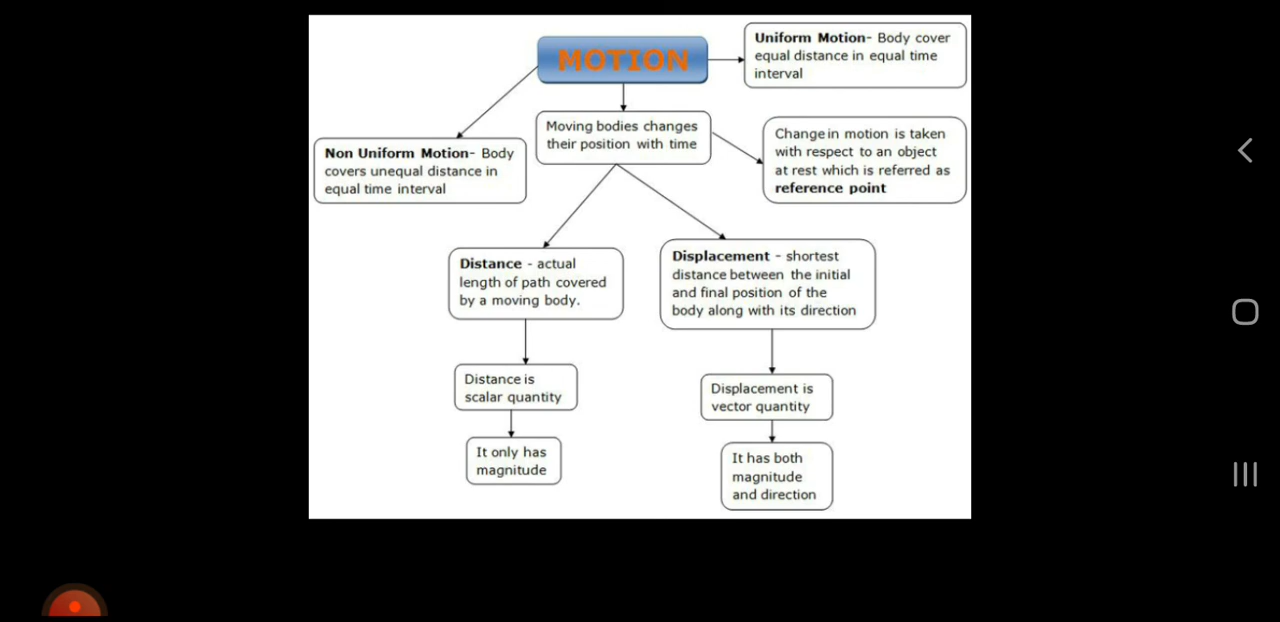 MOTION
Uniform Motion- Body cover
equal distance in equal time
interval
Moving bodies changes
their position with time
Change in motion is taken
with respect to an object
at rest which is referred as
reference point
Non Uniform Motion- Body
covers unequal distance in
equal time interval
Distance - actual
length of path covered
by a moving body.
Displacement - shortest
distance between the initial
and final position of the
body along with its direction
Distance is
scalar quantity
Displacement is
vector quantity
It only has
magnitude
It has both
magnitude
and direction